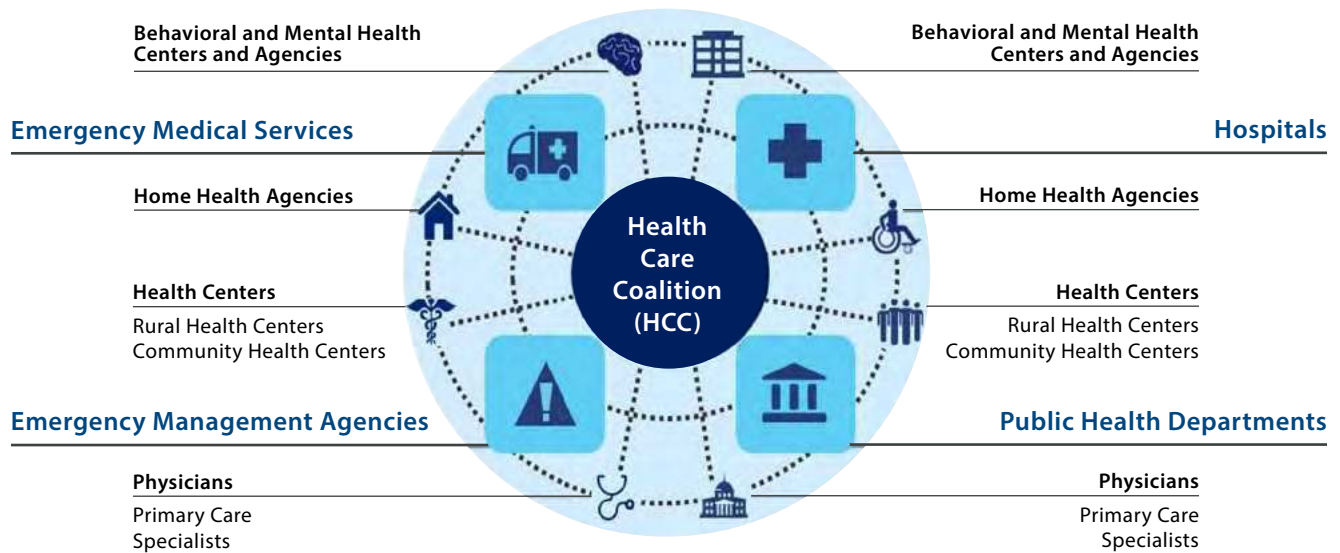 Behavioral and Mental Health
Centers and Agencies
Emergency Medical Services
Home Health Agencies
Health Centers
Rural Health Centers
Community Health Centers
Emergency Management Agencies
Physicians
Primary Care
Specialists
Health
Care
Coalition
(HCC)
Behavioral and Mental Health
Centers and Agencies
Hospitals
Home Health Agencies
Health Centers
Rural Health Centers
Community Health Centers
Public Health Departments
Physicians
Primary Care
Specialists